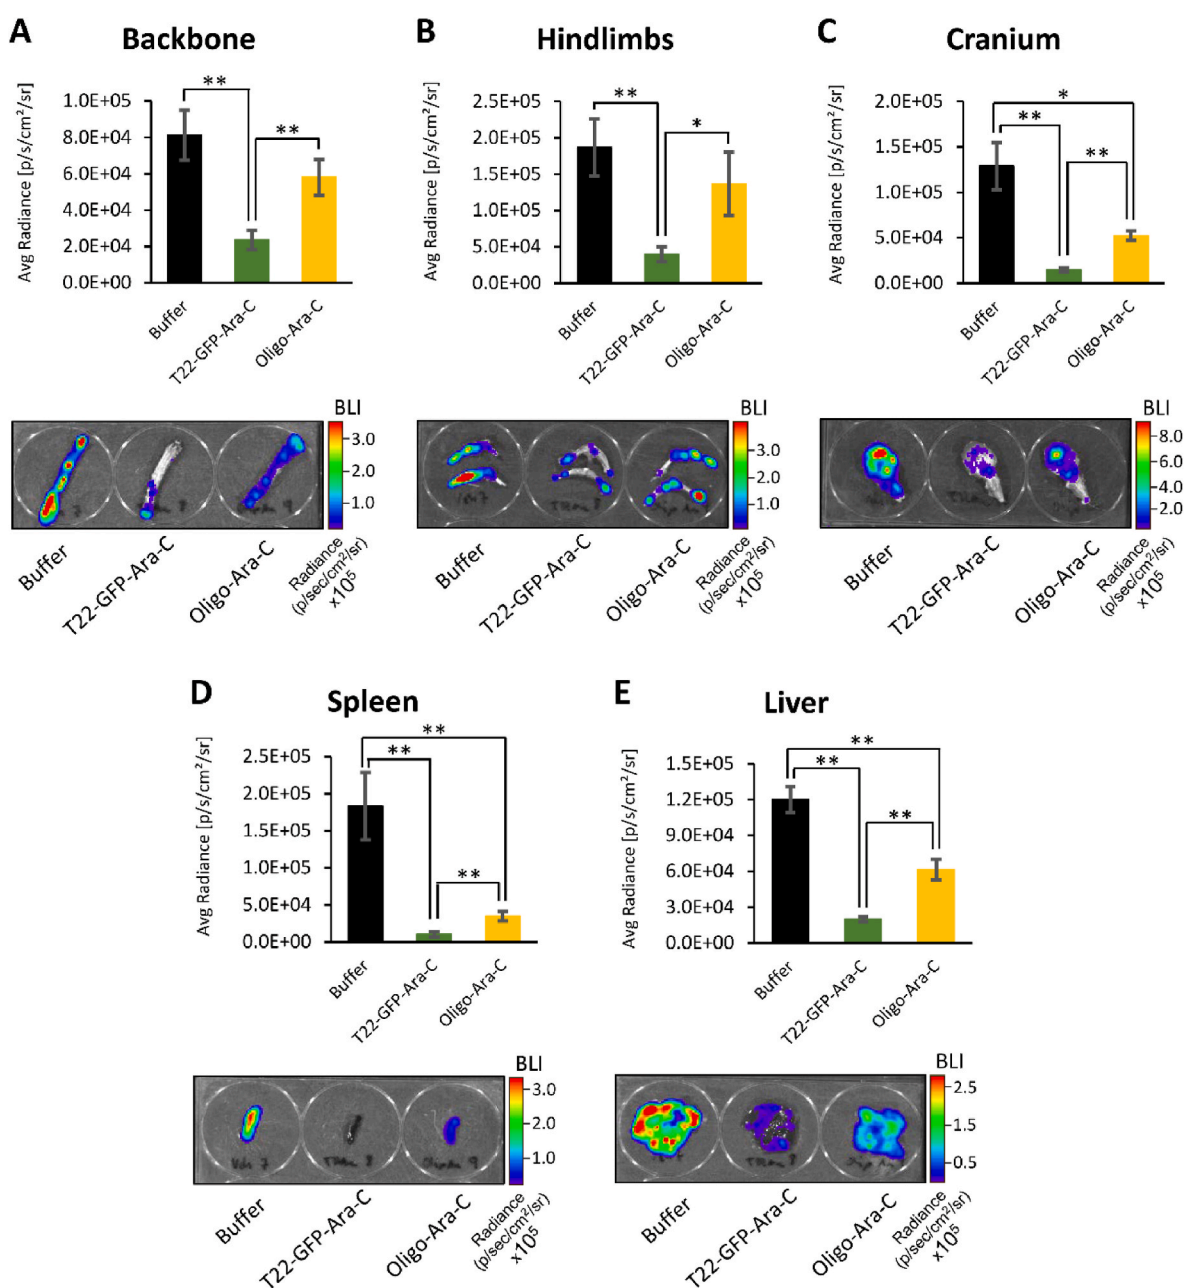 A Backbone
Avg Radiance [p/s/cm²/sr]
1.0E+05
8.0E+04
6.0E+04
4.0E+04
2.0E+04
0.0E+00
**
**
Buffer
T22-GFP-Ara-C
Oligo-Ara-C
BLI
3.0
2.0
1.0
Buffer
T22-GFP-Ara-C
Oligo-Ara-C
Radiance
(p/sec/cm²/sr)
x10⁵
B Hindlimbs
Avg Radiance [p/s/cm²/sr]
2.5E+05
2.0E+05
1.5E+05
1.0E+05
5.0E+04
0.0E+00
**
*
Buffer
T22-GFP-Ara-C
Oligo-Ara-C
BLI
3.0
2.0
1.0
Buffer
T22-GFP-Ara-C
Oligo-Ara-C
Radiance
(p/sec/cm²/sr)
x10⁵
C Cranium
Avg Radiance [p/s/cm²/sr]
2.0E+05
1.5E+05
1.0E+05
5.0E+04
0.0E+00
*
**
**
Buffer
T22-GFP-Ara-C
Oligo-Ara-C
BLI
8.0
6.0
4.0
2.0
Buffer
T22-GFP-Ara-C
Oligo-Ara-C
Radiance
(p/sec/cm²/sr)
x10⁵
D Spleen
Avg Radiance [p/s/cm²/sr]
2.5E+05
2.0E+05
1.5E+05
1.0E+05
5.0E+04
0.0E+00
**
**
**
Buffer
T22-GFP-Ara-C
Oligo-Ara-C
BLI
3.0
2.0
1.0
Buffer
T22-GFP-Ara-C
Oligo-Ara-C
Radiance
(p/sec/cm²/sr)
x10⁵
E Liver
Avg Radiance [p/s/cm²/sr]
1.5E+05
1.2E+05
9.0E+04
6.0E+04
3.0E+04
0.0E+00
**
**
**
Buffer
T22-GFP-Ara-C
Oligo-Ara-C
BLI
2.5
1.5
0.5
Buffer
T22-GFP-Ara-C
Oligo-Ara-C
Radiance
(p/sec/cm²/sr)
x10⁵